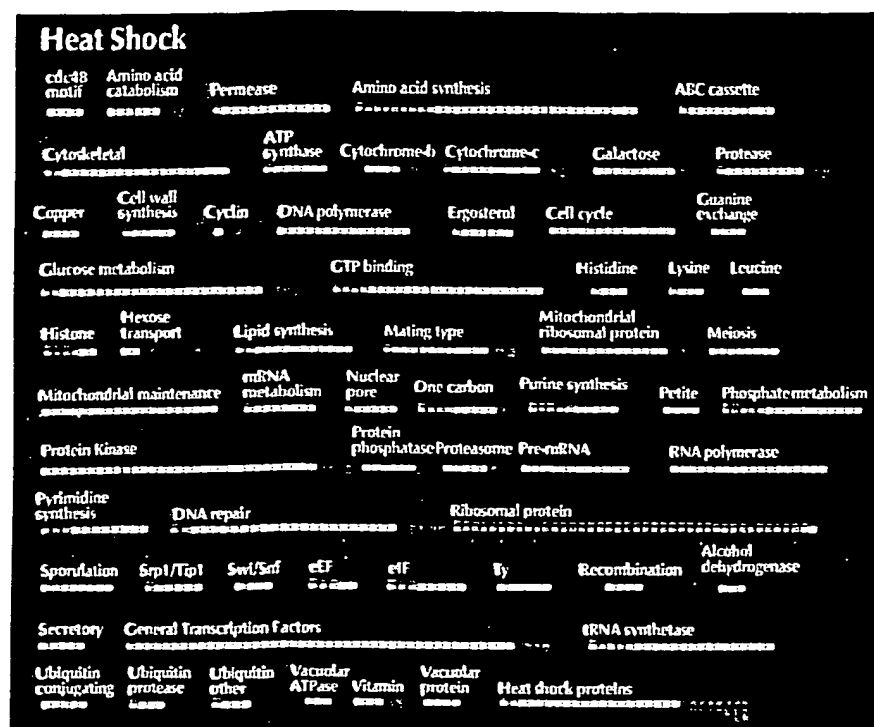 Heat Shock
cdc48 motif Amino acid catabolism Permease Amino acid synthesis ABC cassette
Cytoskeletal ATP synthase Cytochrome-b Cytochrome-c Galactose Protease
Copper Cell wall synthesis Cyclin DNA polymerase Ergosterol Cell cycle Guanine exchange
Glucose metabolism GTP binding Histidine Lysine Leucine
Histone Hexose transport Lipid synthesis Mating type Mitochondrial ribosomal protein Meiosis
Mitochondrial maintenance mRNA metabolism Nuclear pore One carbon Purine synthesis Petite Phosphate metabolism
Protein Kinase Protein phosphatase Proteasome Pre-mRNA RNA polymerase
Pyrimidine synthesis DNA repair Ribosomal protein
Sporulation Srp1/Tip1 Swi/Snf eEF eIF Ty Recombination Alcohol dehydrogenase
Secretory General Transcription Factors tRNA synthetase
Ubiquitin conjugating Ubiquitin protease Ubiquitin other Vacuolar ATPase Vitamin Vacuolar protein Heat shock proteins